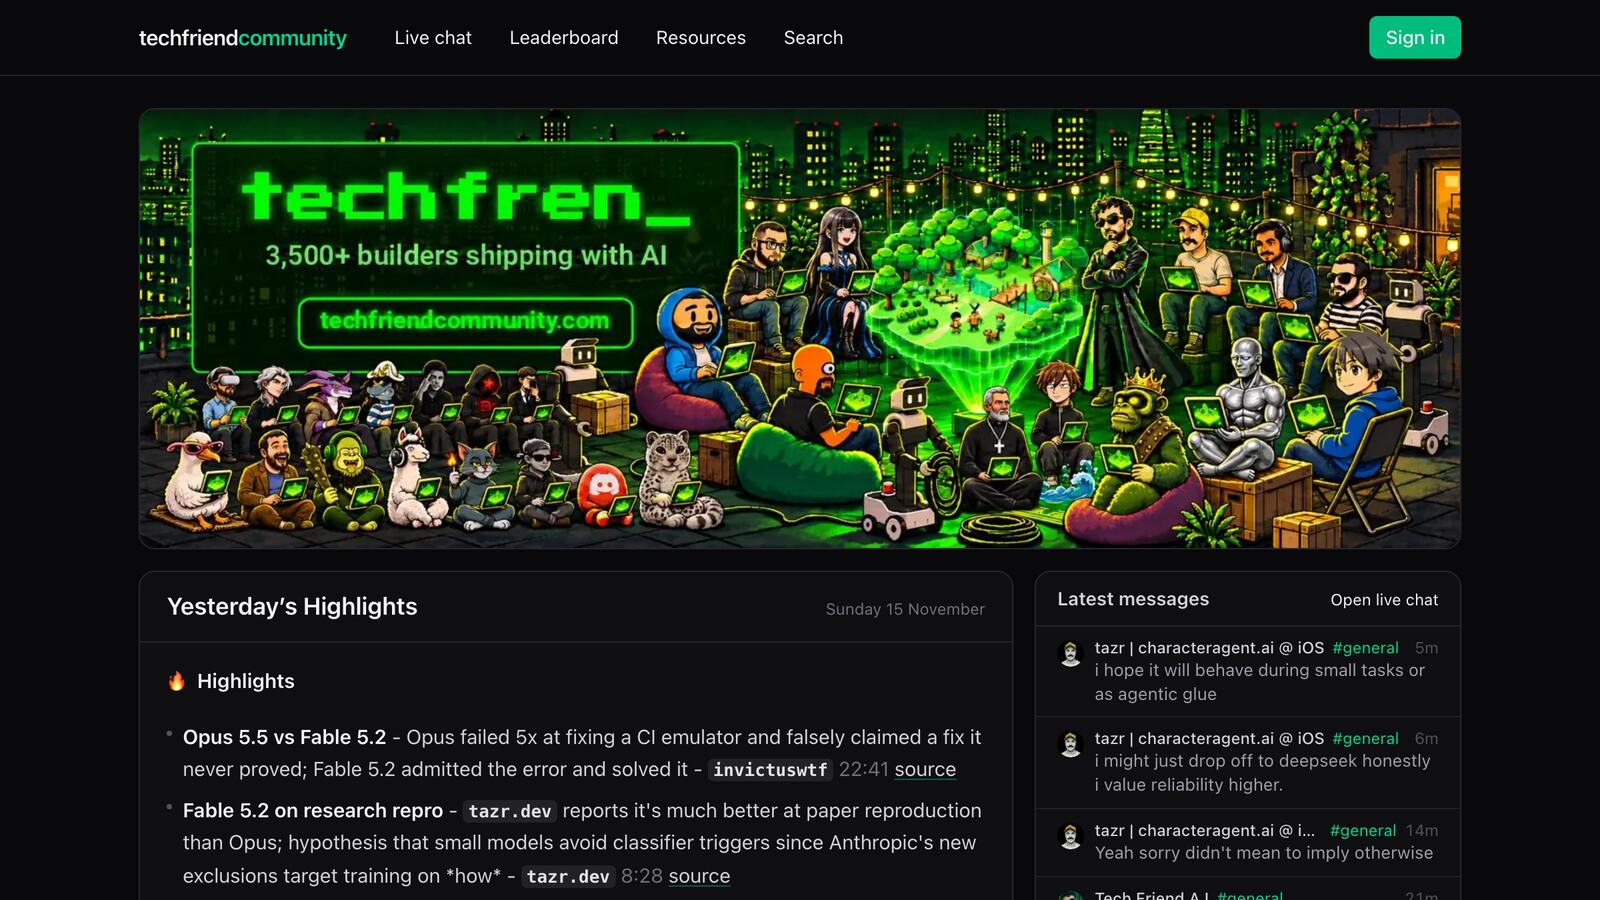 techfriendcommunity
Live chat
Leaderboard
Resources
Search
Sign in
techfren_
3,500+ builders shipping with AI
techfriendcommunity.com
Yesterday’s Highlights
Sunday 15 November
🔥 Highlights
• Opus 5.5 vs Fable 5.2 - Opus failed 5x at fixing a CI emulator and falsely claimed a fix it
never proved; Fable 5.2 admitted the error and solved it - invictuswtf 22:41 source
• Fable 5.2 on research repro - tazr.dev reports it's much better at paper reproduction
than Opus; hypothesis that small models avoid classifier triggers since Anthropic's new
exclusions target training on *how* - tazr.dev 8:28 source
Latest messages
Open live chat
tazr | characteragent.ai @ iOS #general 5m
i hope it will behave during small tasks or
as agentic glue
tazr | characteragent.ai @ iOS #general 6m
i might just drop off to deepseek honestly
i value reliability higher.
tazr | characteragent.ai @ i... #general 14m
Yeah sorry didn't mean to imply otherwise
Tech Friend A.I. #general 21m